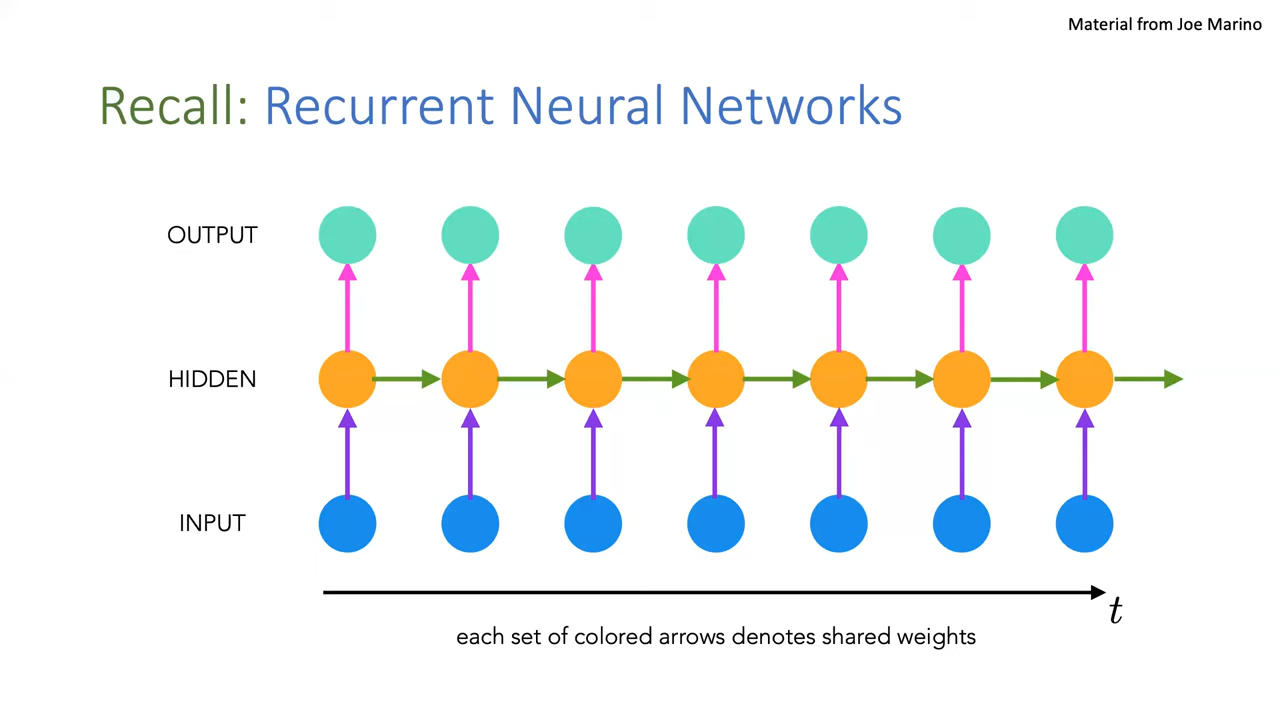 Material from Joe Marino
Recall: Recurrent Neural Networks
OUTPUT
HIDDEN
INPUT
t
each set of colored arrows denotes shared weights